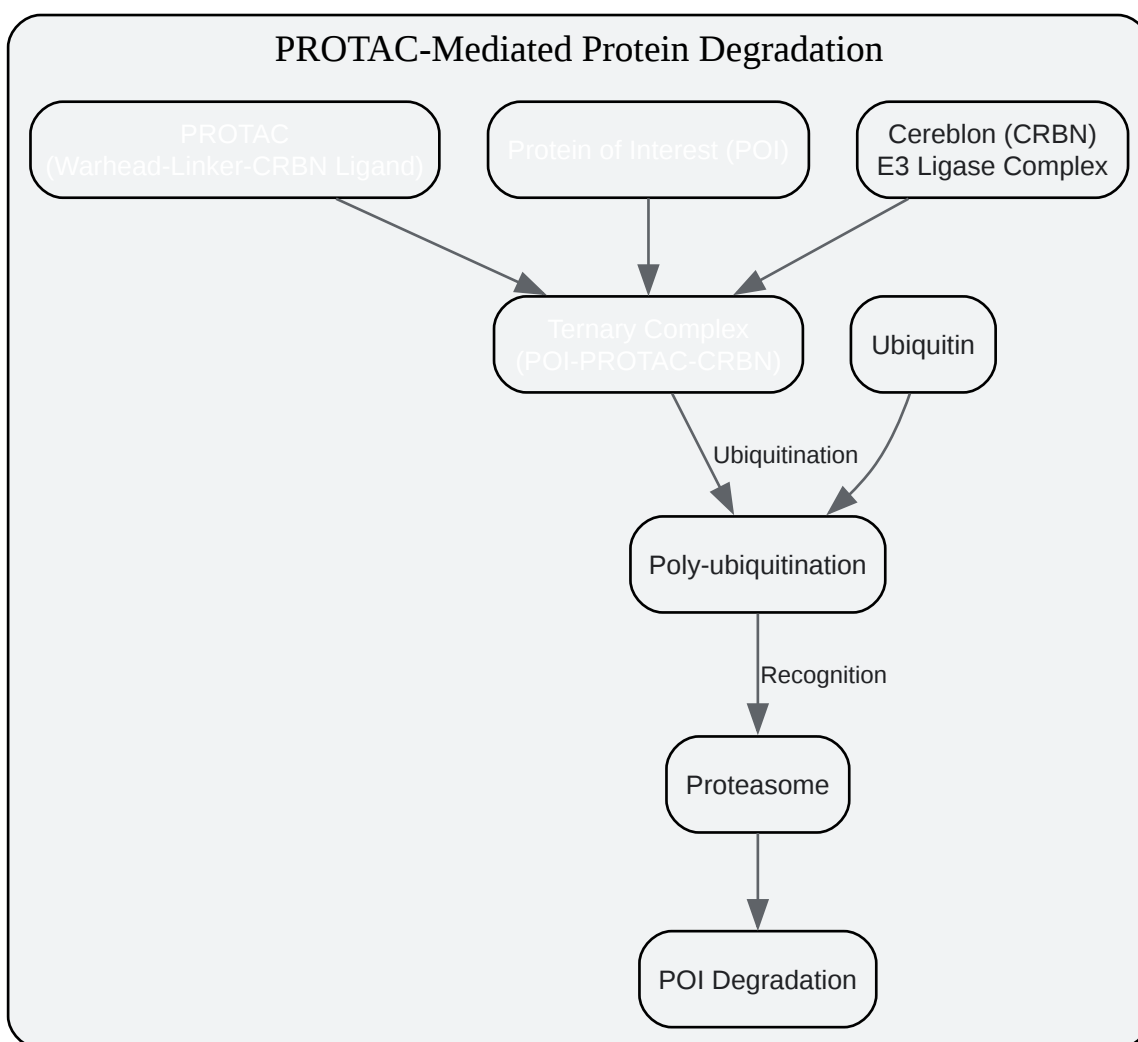 PROTAC-Mediated Protein Degradation
PROTAC
(Warhead-Linker-CRBN Ligand)
Protein of Interest (POI)
Cereblon (CRBN)
E3 Ligase Complex
Ternary Complex
(POI-PROTAC-CRBN)
Ubiquitin
Ubiquitination
Poly-ubiquitination
Recognition
Proteasome
POI Degradation